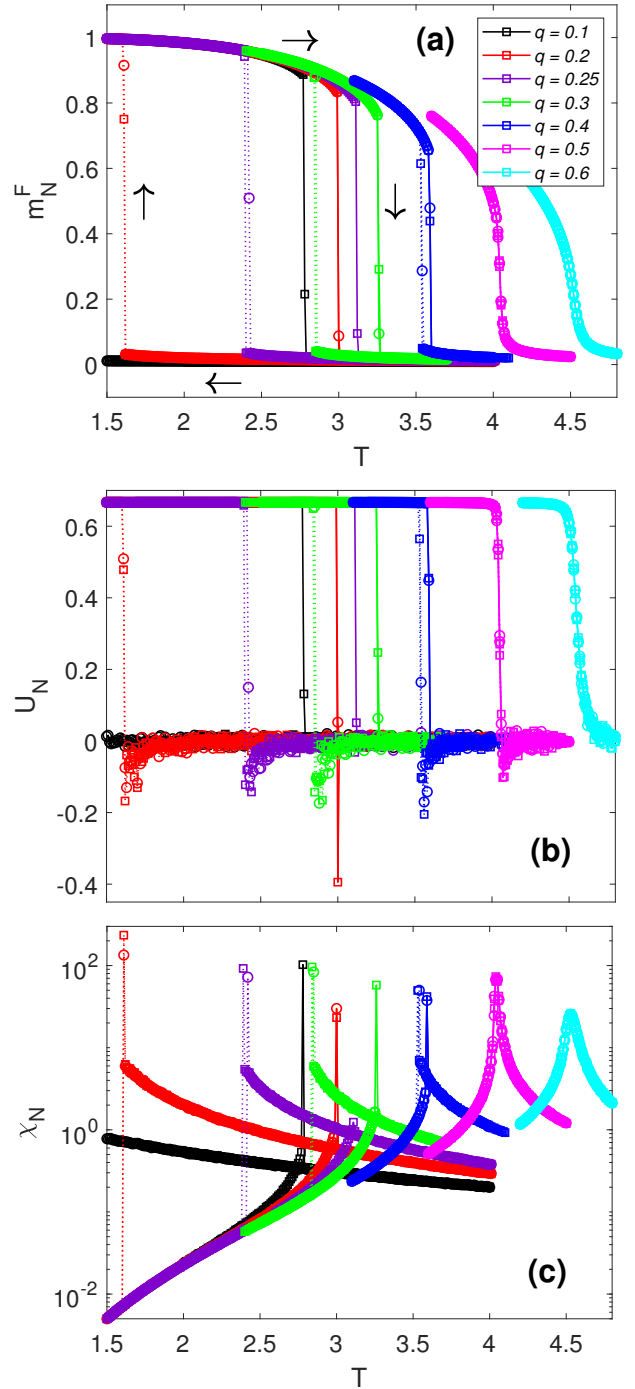 (a)
q = 0.1
q = 0.2
q = 0.25
q = 0.3
q = 0.4
q = 0.5
q = 0.6
m_N^F
1
0.8
0.6
0.4
0.2
0
1.5 2 2.5 3 3.5 4 4.5
T
(b)
U_N
0.6
0.4
0.2
0
-0.2
-0.4
1.5 2 2.5 3 3.5 4 4.5
(c)
χ_N
10^2
10^0
10^-2
1.5 2 2.5 3 3.5 4 4.5
T